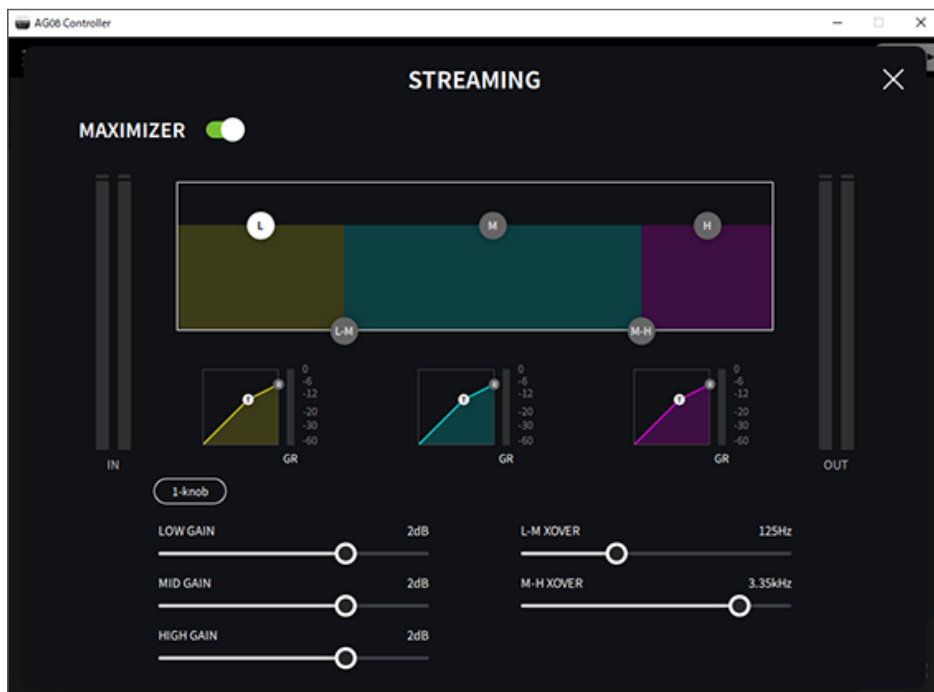 AG08 Controller
STREAMING
MAXIMIZER
L
M
H
L-M
M-H
T
R
0
-6
-12
-20
-30
-60
GR
T
R
0
-6
-12
-20
-30
-60
GR
T
R
0
-6
-12
-20
-30
-60
GR
IN
OUT
1-knob
LOW GAIN 2dB
L-M XOVER 125Hz
MID GAIN 2dB
M-H XOVER 3.35kHz
HIGH GAIN 2dB